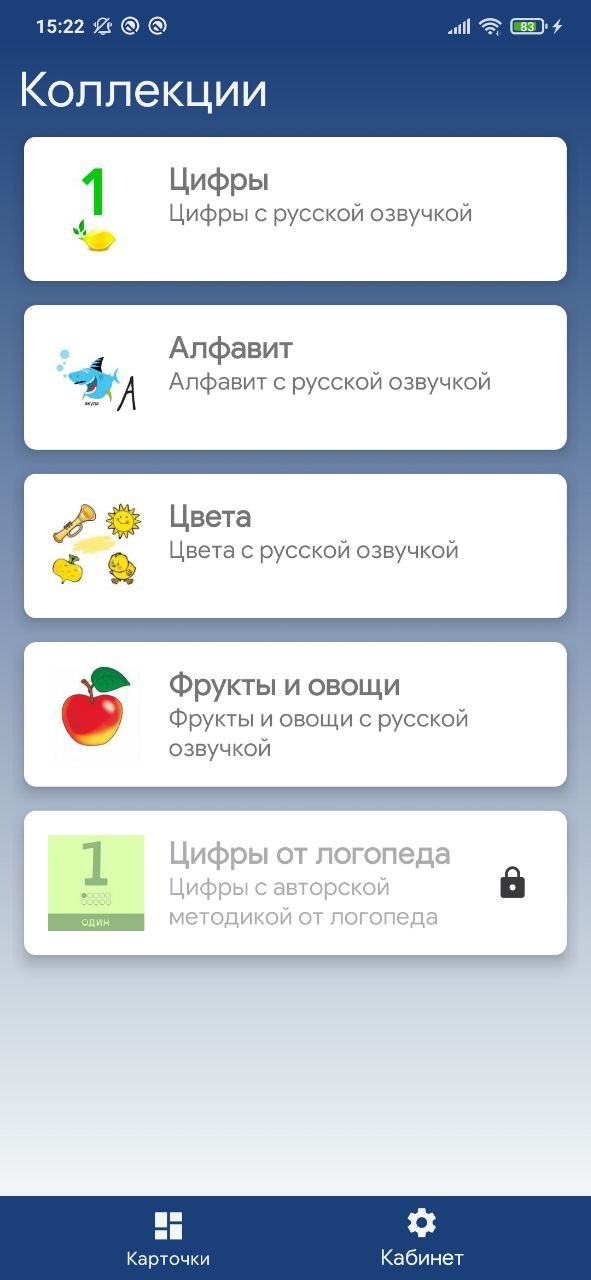 15:22
83
Коллекции
1
Цифры
Цифры с русской озвучкой
Алфавит
Алфавит с русской озвучкой
А
акула
Цвета
Цвета с русской озвучкой
Фрукты и овощи
Фрукты и овощи с русской
озвучкой
1
один
Цифры от логопеда
Цифры с авторской
методикой от логопеда
Карточки
Кабинет